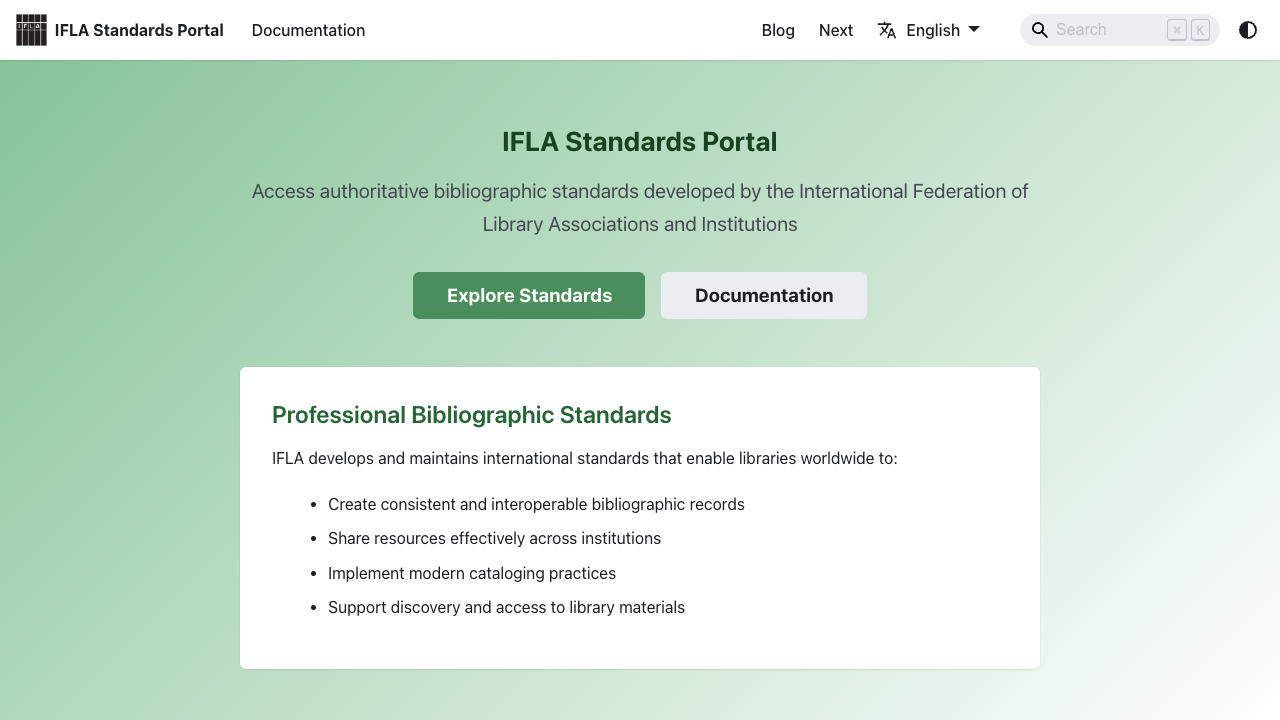 IFLA
IFLA Standards Portal
Documentation
Blog
Next
English
Search
⌘
K
IFLA Standards Portal
Access authoritative bibliographic standards developed by the International Federation of
Library Associations and Institutions
Explore Standards
Documentation
Professional Bibliographic Standards
IFLA develops and maintains international standards that enable libraries worldwide to:
• Create consistent and interoperable bibliographic records
• Share resources effectively across institutions
• Implement modern cataloging practices
• Support discovery and access to library materials